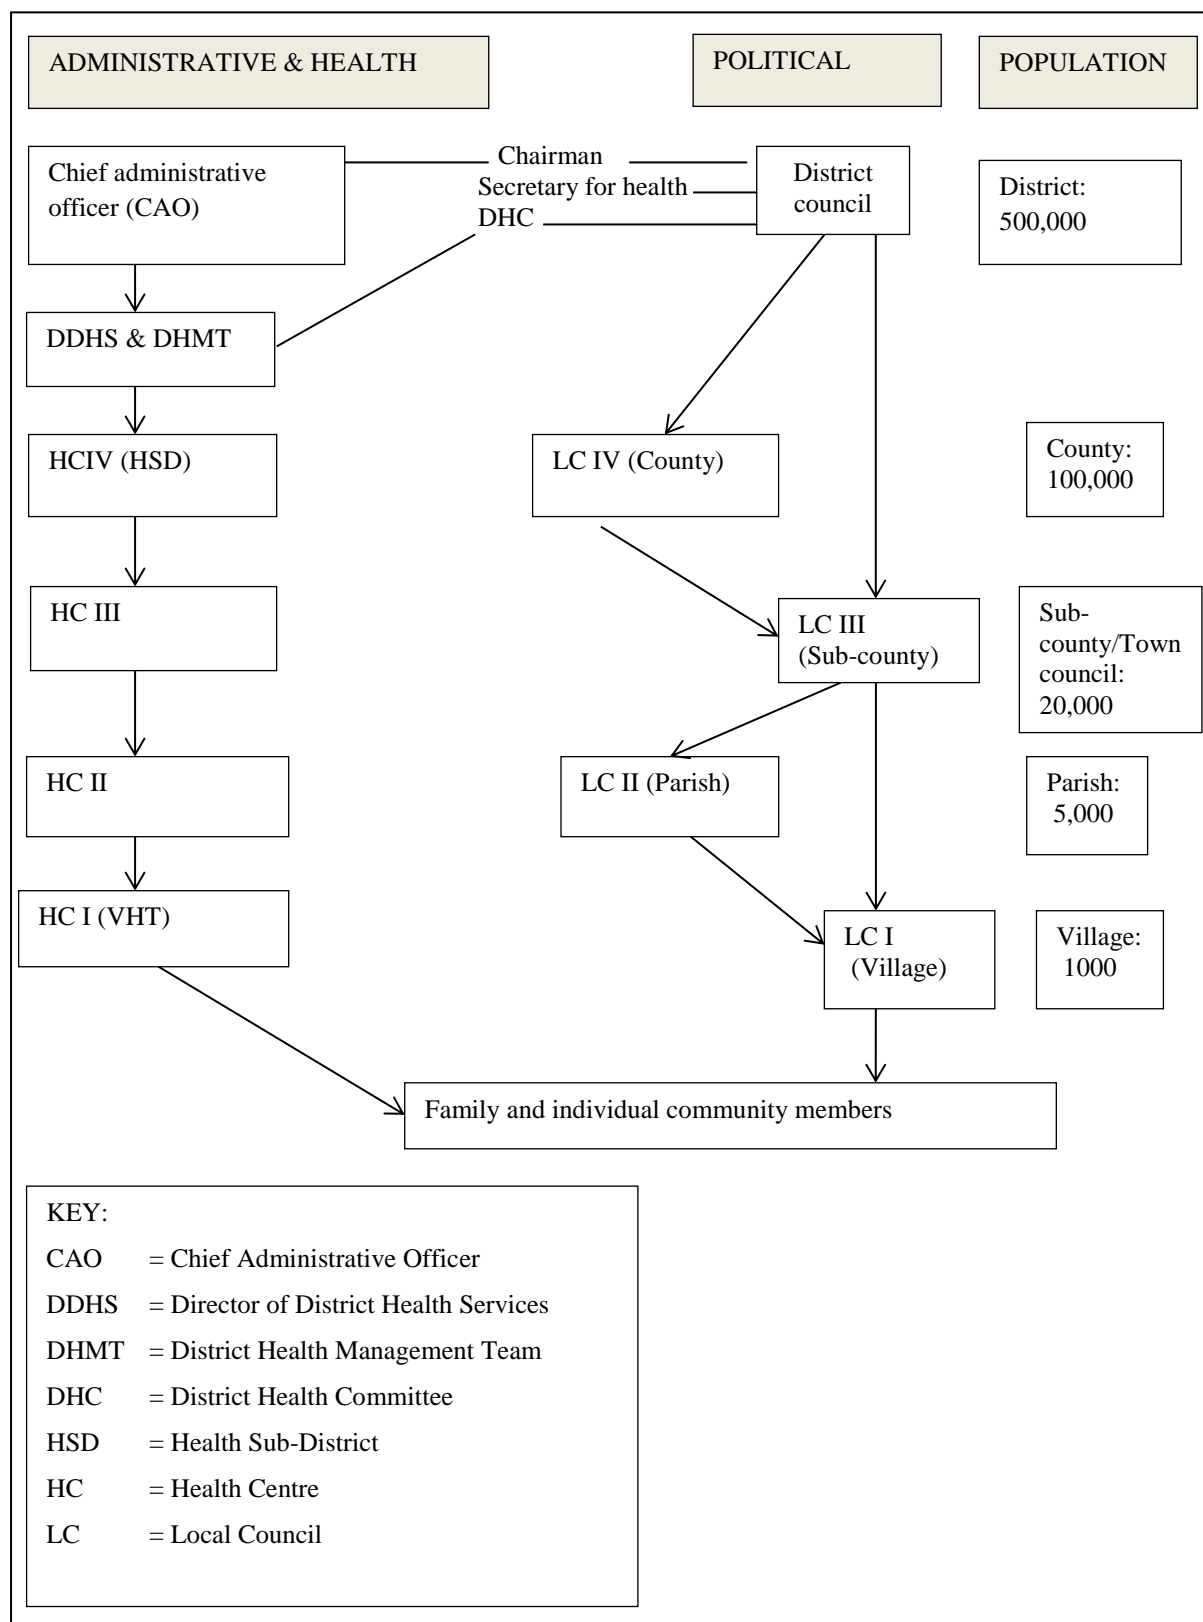 ADMINISTRATIVE & HEALTH
POLITICAL
POPULATION
Chief administrative
officer (CAO)
Chairman
Secretary for health
DHC
District
council
District:
500,000
DDHS & DHMT
HCIV (HSD)
LC IV (County)
County:
100,000
HC III
LC III
(Sub-county)
Sub-
county/Town
council:
20,000
HC II
LC II (Parish)
Parish:
5,000
HC I (VHT)
LC I
(Village)
Village:
1000
Family and individual community members
KEY:
CAO = Chief Administrative Officer
DDHS = Director of District Health Services
DHMT = District Health Management Team
DHC = District Health Committee
HSD = Health Sub-District
HC = Health Centre
LC = Local Council